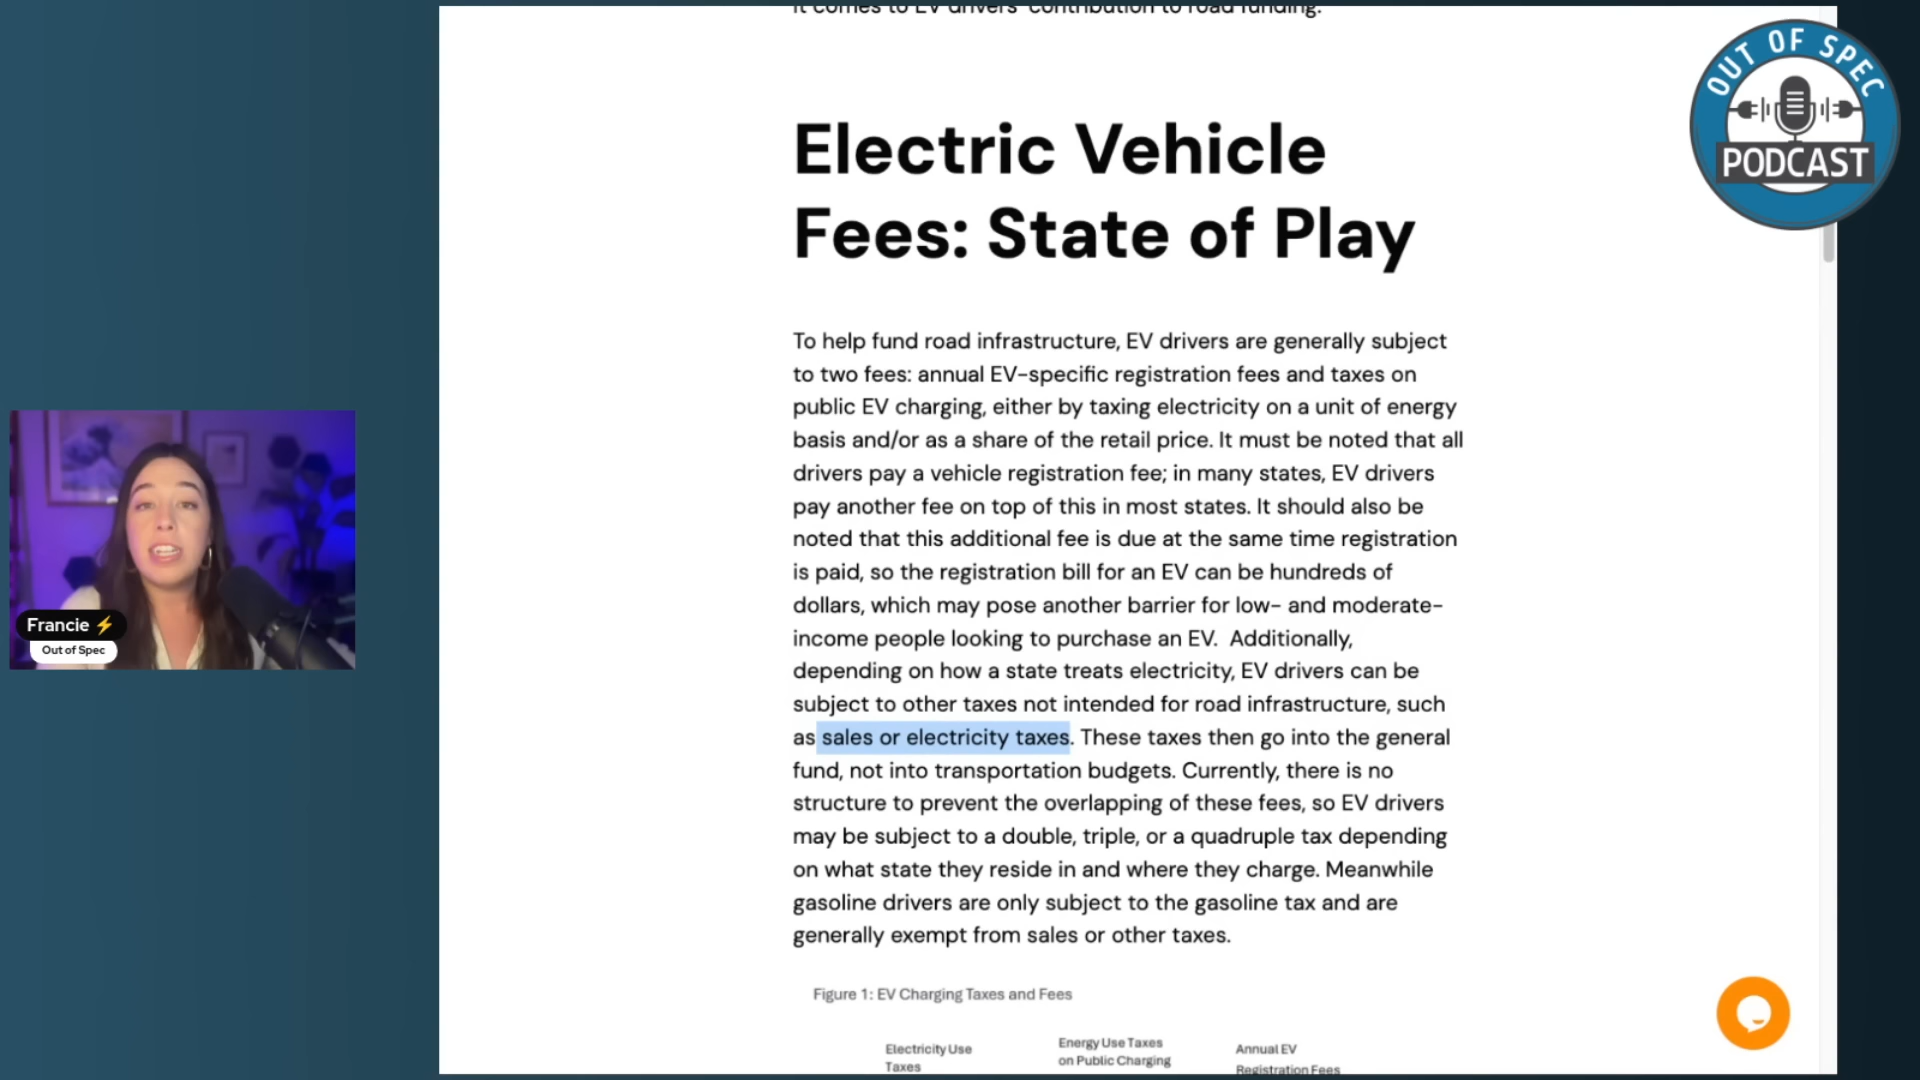 it comes to EV drivers' contribution to road funding.
OUT OF SPEC
PODCAST
Electric Vehicle
Fees: State of Play
To help fund road infrastructure, EV drivers are generally subject
to two fees: annual EV-specific registration fees and taxes on
public EV charging, either by taxing electricity on a unit of energy
basis and/or as a share of the retail price. It must be noted that all
drivers pay a vehicle registration fee; in many states, EV drivers
pay another fee on top of this in most states. It should also be
noted that this additional fee is due at the same time registration
is paid, so the registration bill for an EV can be hundreds of
dollars, which may pose another barrier for low- and moderate-
income people looking to purchase an EV.  Additionally,
depending on how a state treats electricity, EV drivers can be
subject to other taxes not intended for road infrastructure, such
as sales or electricity taxes. These taxes then go into the general
fund, not into transportation budgets. Currently, there is no
structure to prevent the overlapping of these fees, so EV drivers
may be subject to a double, triple, or a quadruple tax depending
on what state they reside in and where they charge. Meanwhile
gasoline drivers are only subject to the gasoline tax and are
generally exempt from sales or other taxes.
Figure 1: EV Charging Taxes and Fees
Electricity Use
Taxes
Energy Use Taxes
on Public Charging
Annual EV
Registration Fees
Francie ⚡
Out of Spec